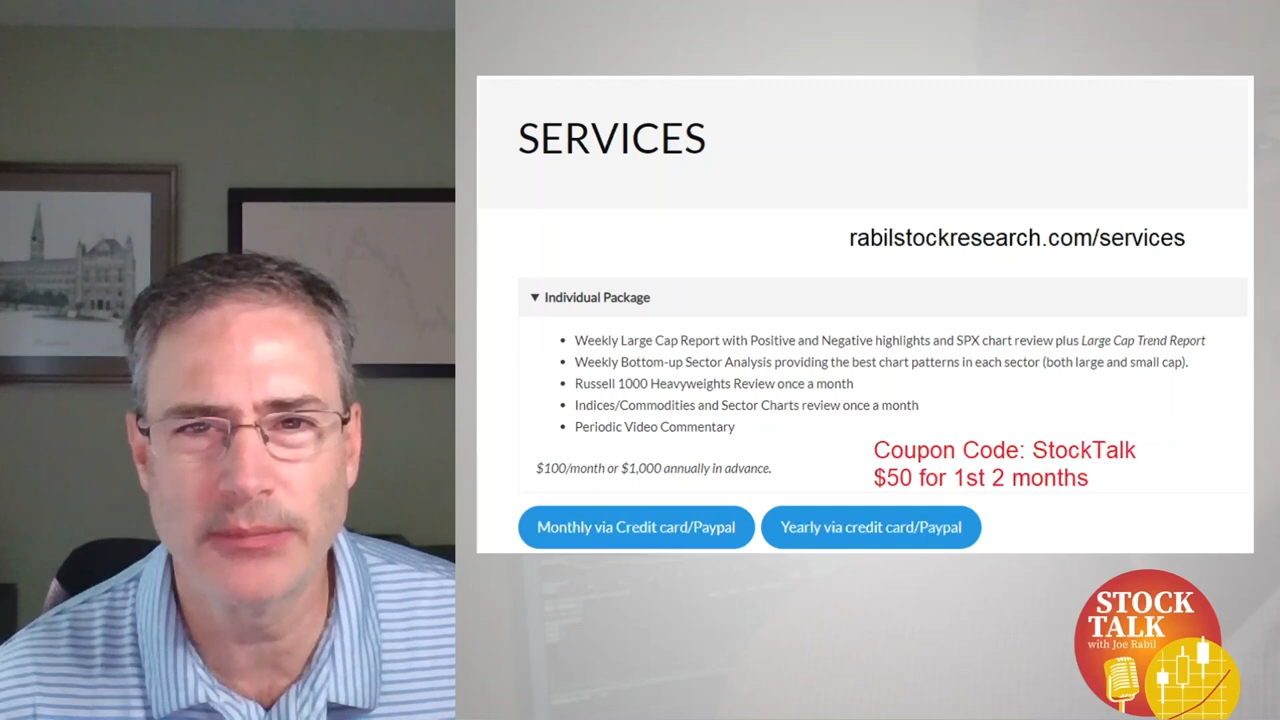 SERVICES
rabilstockresearch.com/services
▼ Individual Package
• Weekly Large Cap Report with Positive and Negative highlights and SPX chart review plus Large Cap Trend Report
• Weekly Bottom-up Sector Analysis providing the best chart patterns in each sector (both large and small cap).
• Russell 1000 Heavyweights Review once a month
• Indices/Commodities and Sector Charts review once a month
• Periodic Video Commentary
Coupon Code: StockTalk
$100/month or $1,000 annually in advance.
$50 for 1st 2 months
Monthly via Credit card/Paypal
Yearly via credit card/Paypal
STOCK
TALK
with Joe Rabil